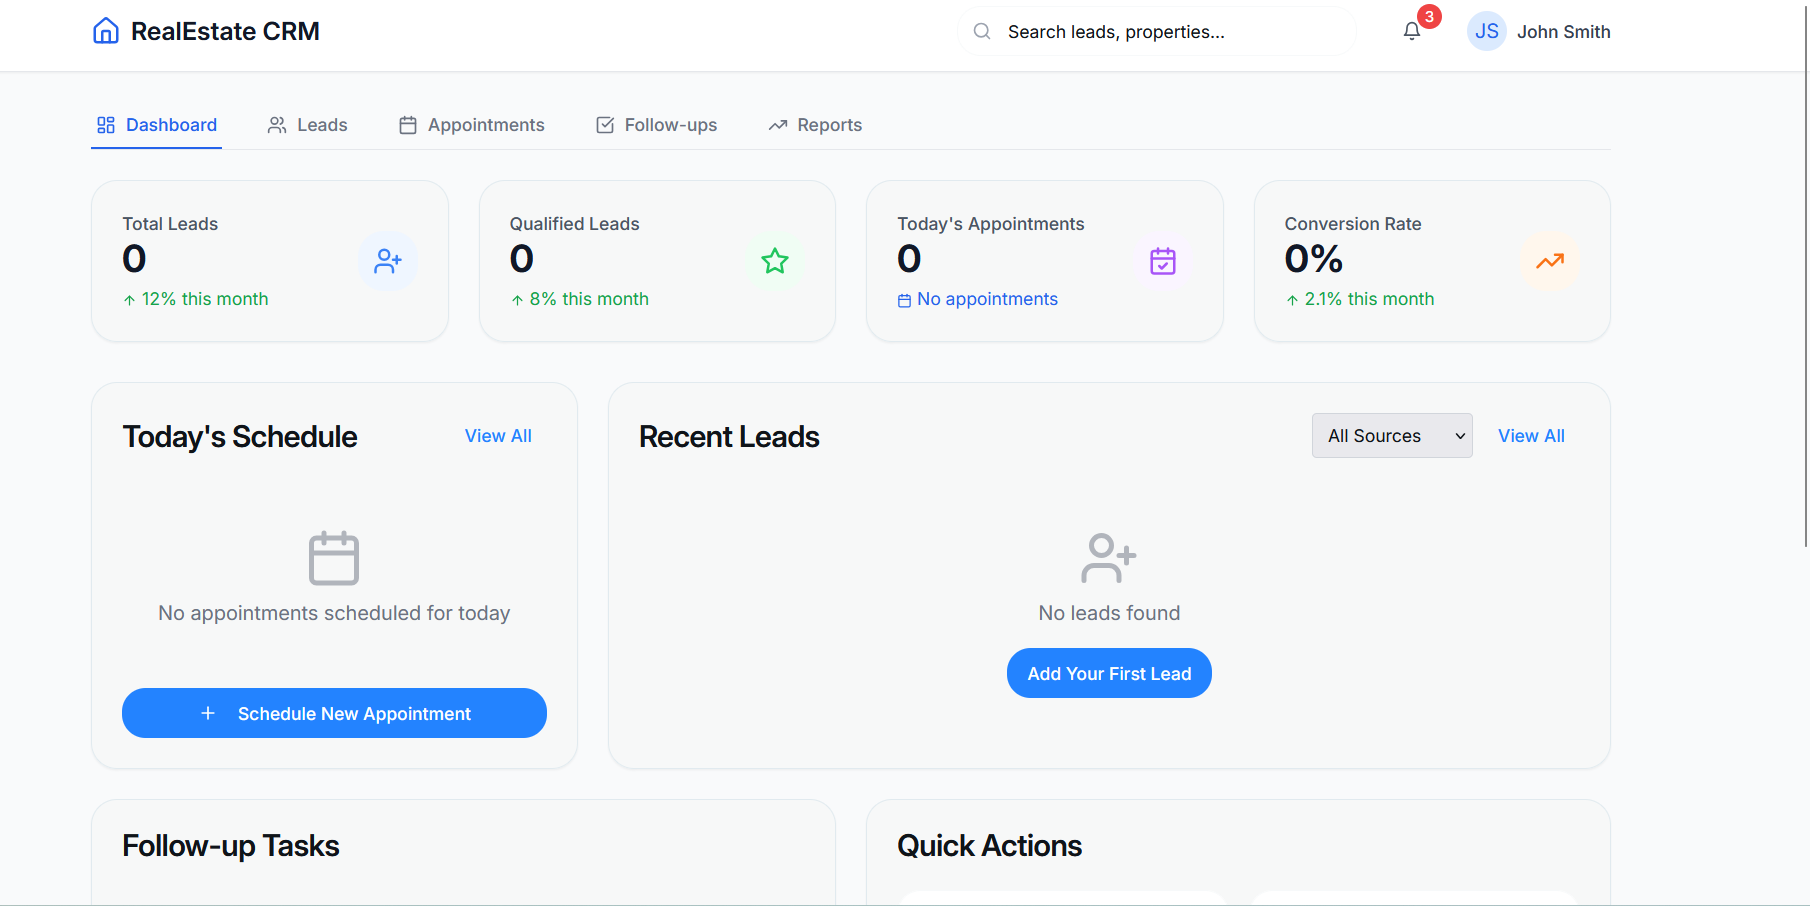 RealEstate CRM
Search leads, properties...
3
JS
John Smith
Dashboard
Leads
Appointments
Follow-ups
Reports
Total Leads
0
12% this month
Qualified Leads
0
8% this month
Today's Appointments
0
No appointments
Conversion Rate
0%
2.1% this month
Today's Schedule
View All
No appointments scheduled for today
Schedule New Appointment
Recent Leads
All Sources
View All
No leads found
Add Your First Lead
Follow-up Tasks
Quick Actions